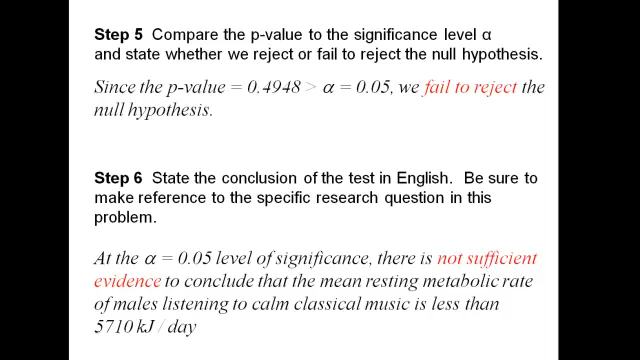 Step 5  Compare the p-value to the significance level α
and state whether we reject or fail to reject the null hypothesis.
Since the p-value = 0.4948 > α = 0.05, we fail to reject the
null hypothesis.
Step 6  State the conclusion of the test in English.  Be sure to
make reference to the specific research question in this
problem.
At the α = 0.05 level of significance, there is not sufficient
evidence to conclude that the mean resting metabolic rate
of males listening to calm classical music is less than
5710 kJ / day